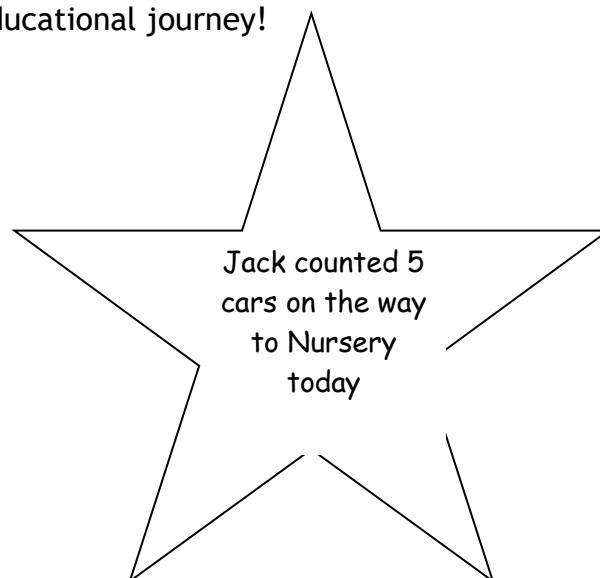 ducational journey!
Jack counted 5
cars on the way
to Nursery
today